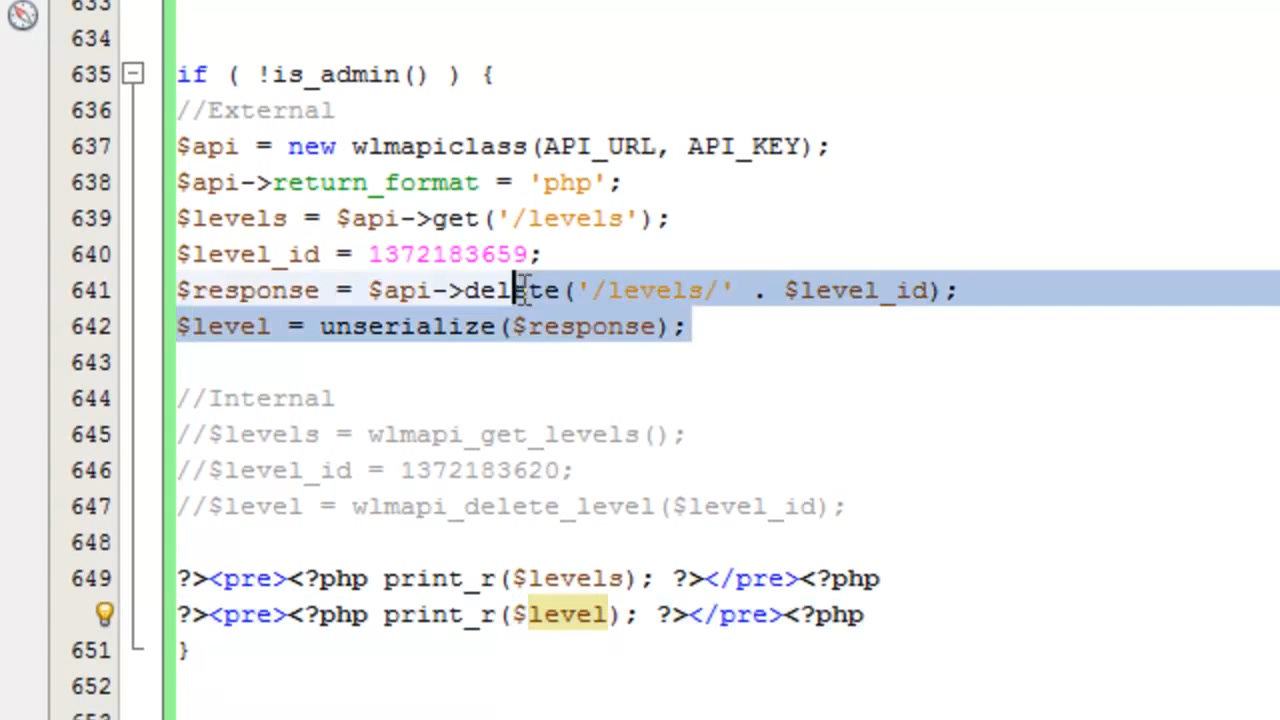 633
634
635 if ( !is_admin() ) {
636 //External
637 $api = new wlmapiclass(API_URL, API_KEY);
638 $api->return_format = 'php';
639 $levels = $api->get('/levels');
640 $level_id = 1372183659;
641 $response = $api->delete('/levels/' . $level_id);
642 $level = unserialize($response);
643
644 //Internal
645 //$levels = wlmapi_get_levels();
646 //$level_id = 1372183620;
647 //$level = wlmapi_delete_level($level_id);
648
649 ?><pre><?php print_r($levels); ?></pre><?php
?><pre><?php print_r($level); ?></pre><?php
651 }
652